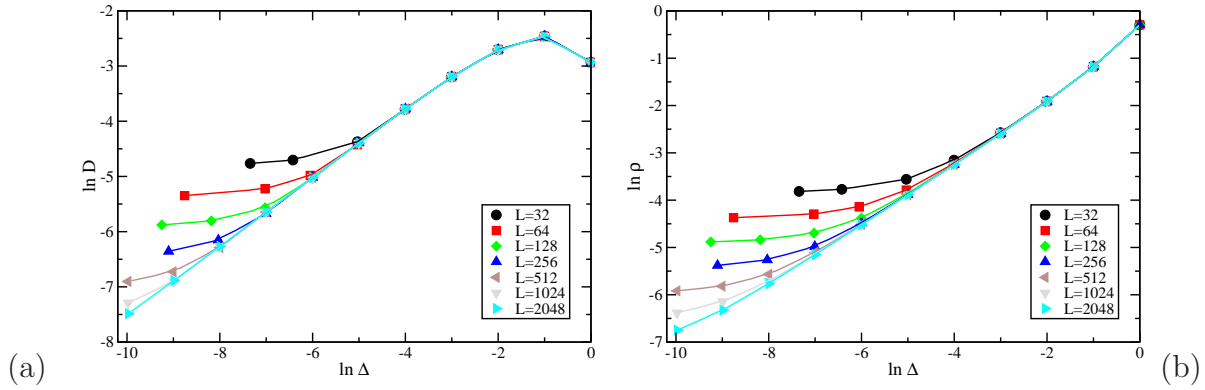 0
-1
-2
-3
-4
-5
-6
-7
-8
ln D
L=32
L=64
L=128
L=256
L=512
L=1024
L=2048
-10 -8 -6 -4 -2 0
ln Δ
(a)
0
-1
-2
-3
-4
-5
-6
-7
ln ρ
L=32
L=64
L=128
L=256
L=512
L=1024
L=2048
-10 -8 -6 -4 -2 0
ln Δ
(b)